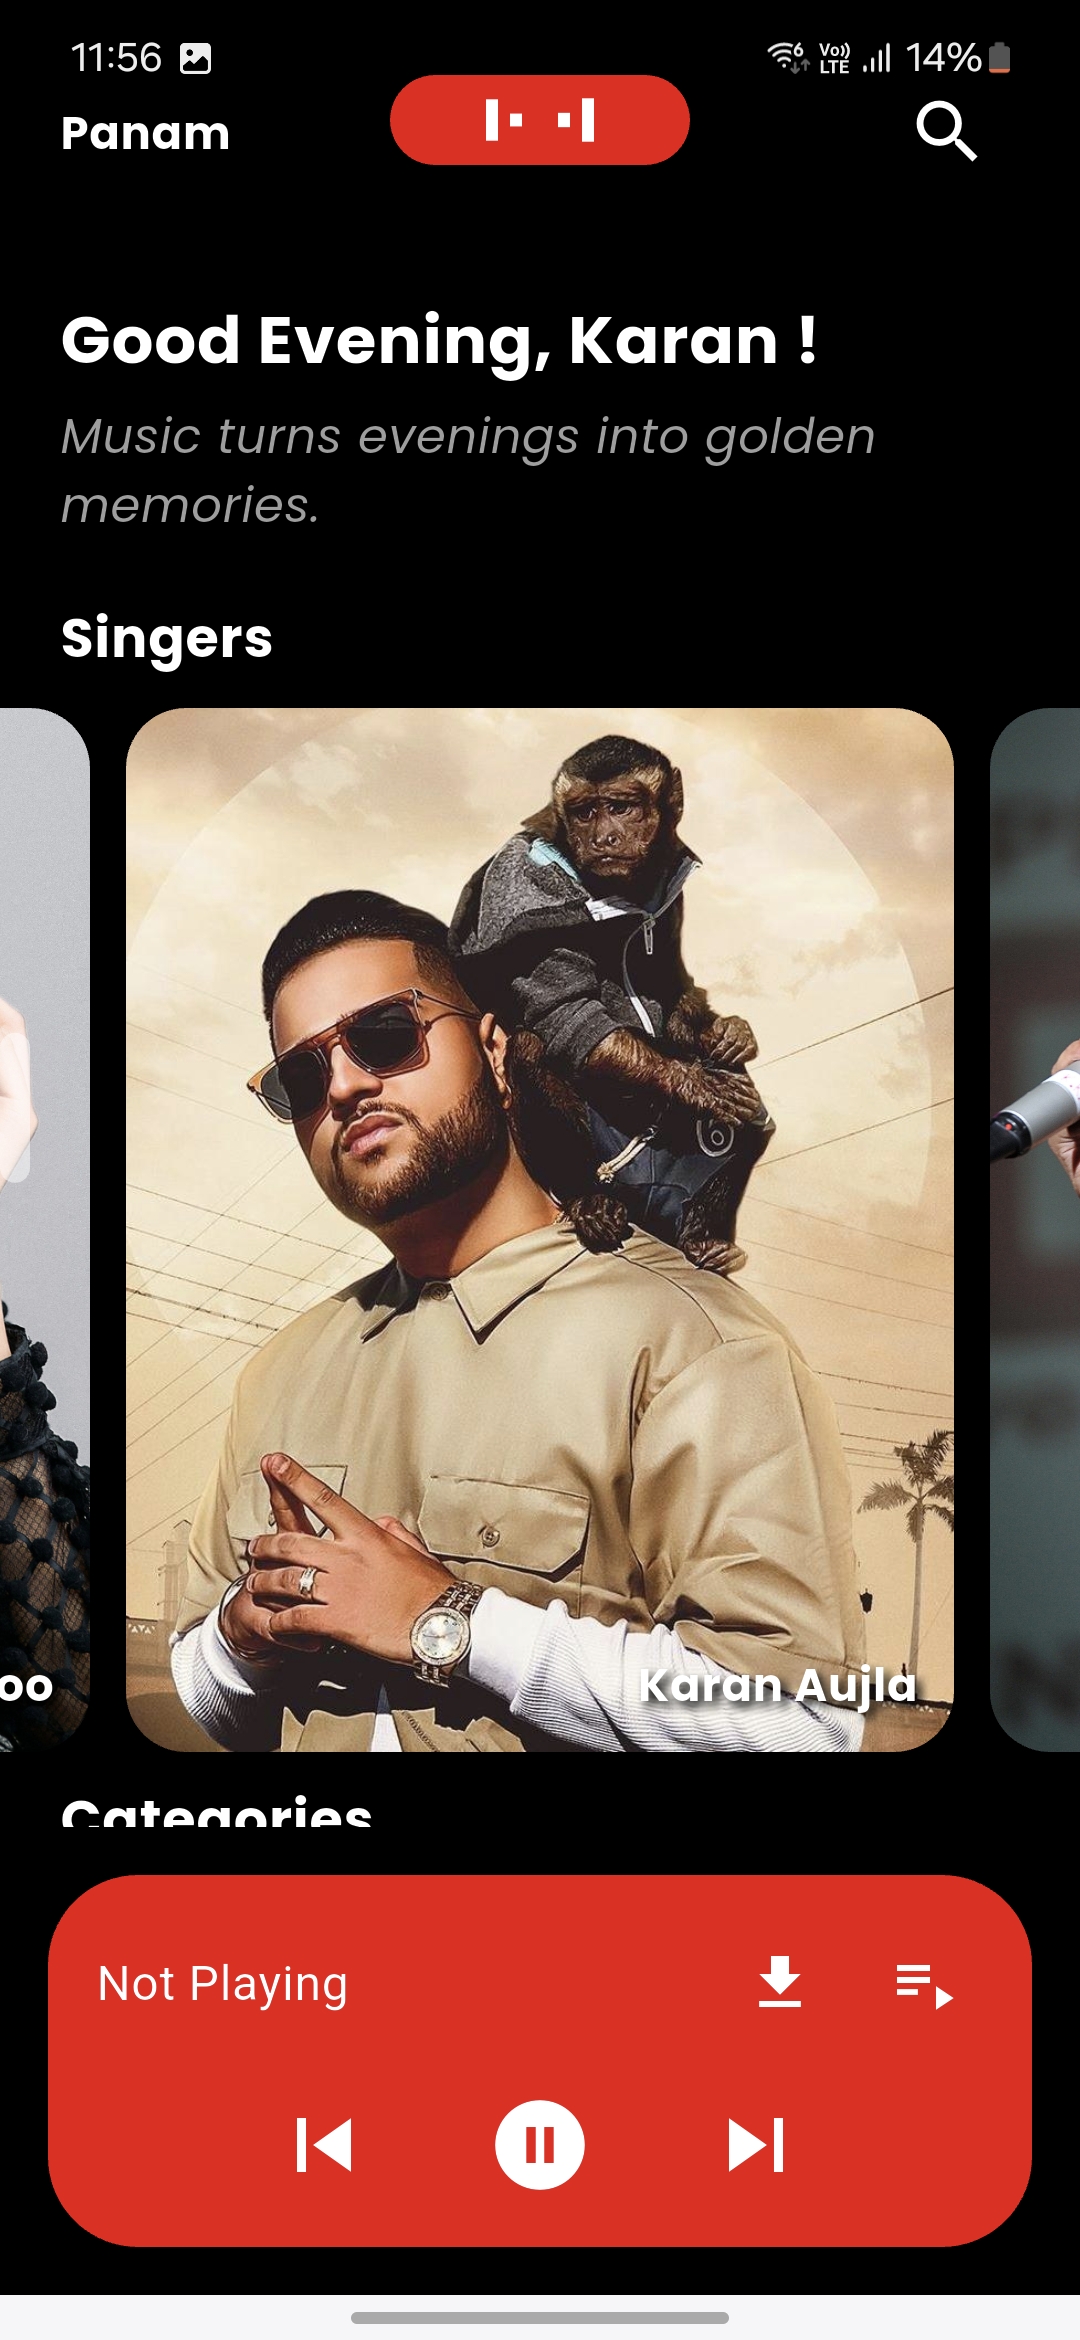 11:56
Vo)) LTE
14%
Panam
Good Evening, Karan !
Music turns evenings into golden
memories.
Singers
oo
Karan Aujla
Categories
Not Playing